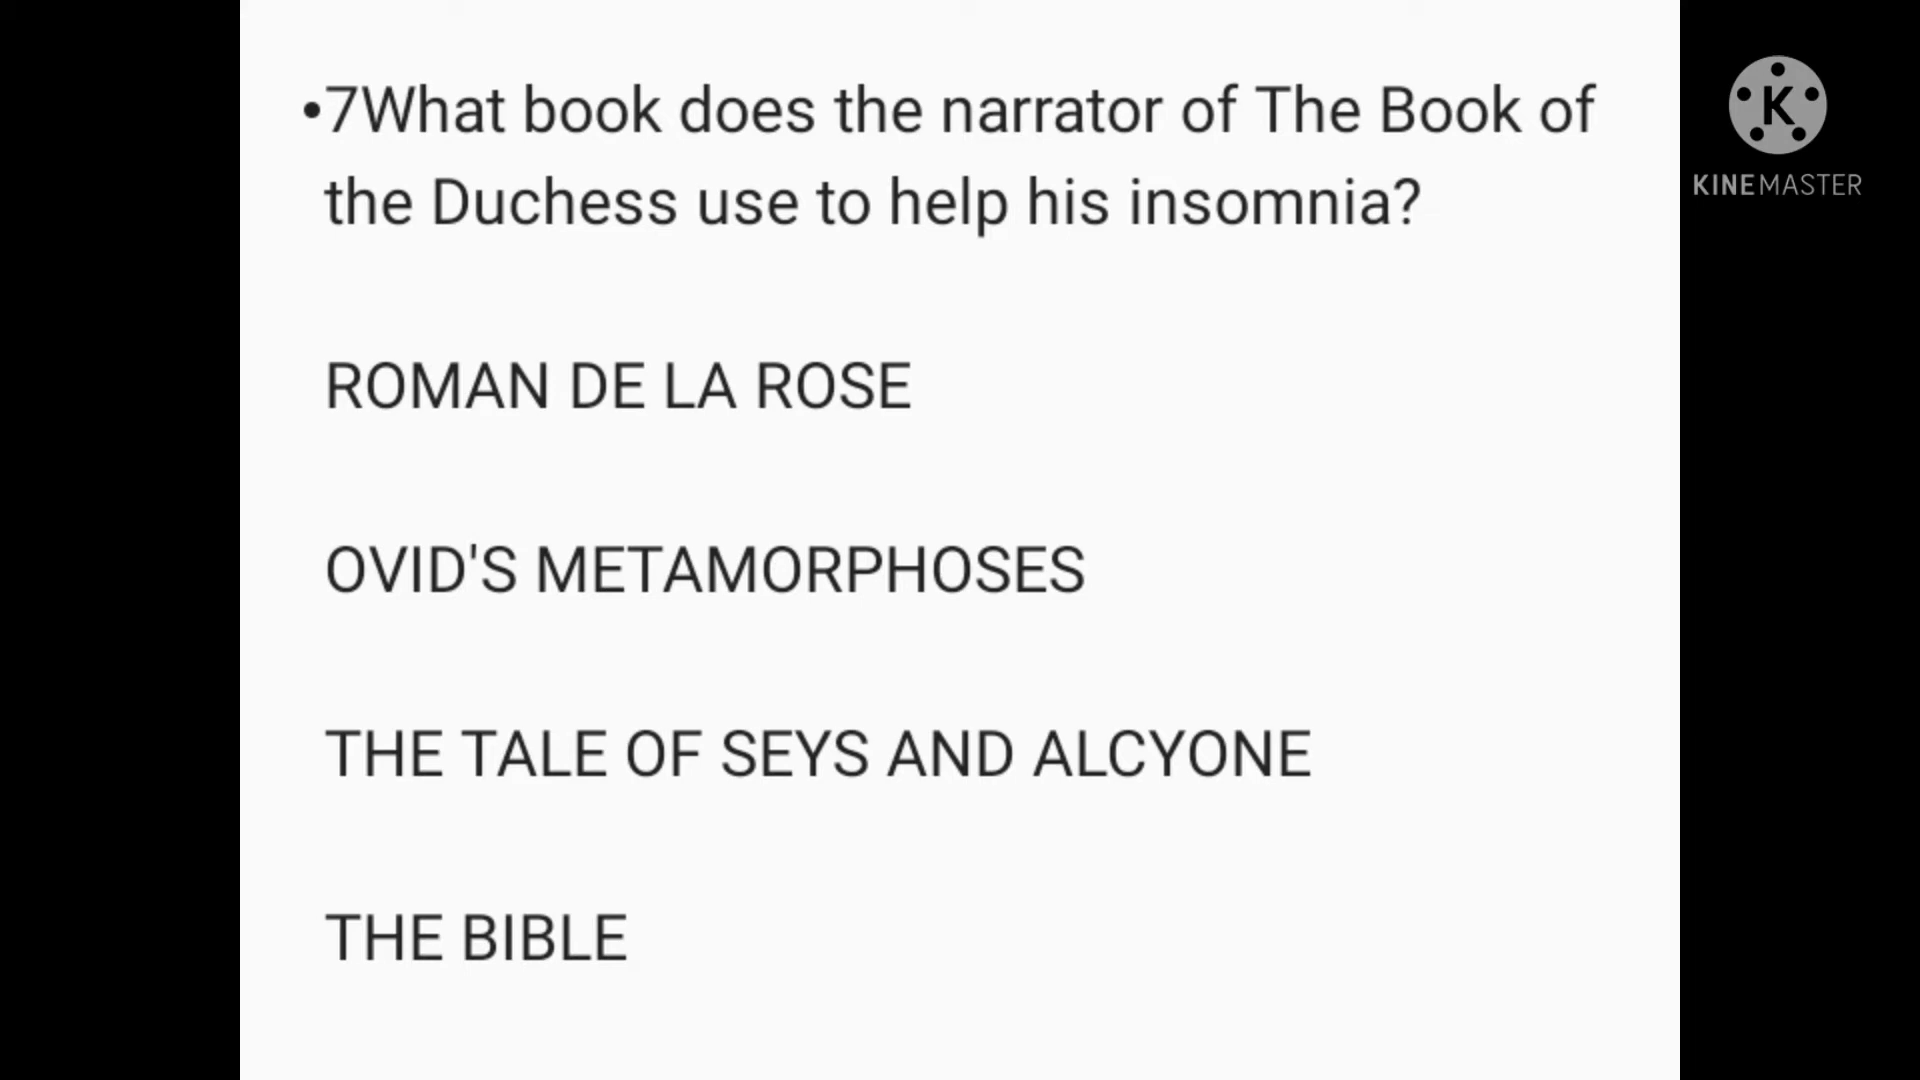 •7What book does the narrator of The Book of
the Duchess use to help his insomnia?
ROMAN DE LA ROSE
OVID'S METAMORPHOSES
THE TALE OF SEYS AND ALCYONE
THE BIBLE
K
KINEMASTER